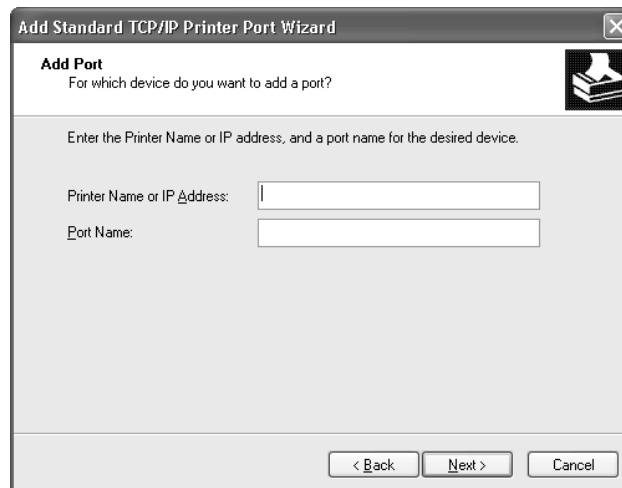 Add Standard TCP/IP Printer Port Wizard
Add Port
For which device do you want to add a port?
Enter the Printer Name or IP address, and a port name for the desired device.
Printer Name or IP Address:
Port Name:
< Back
Next >
Cancel